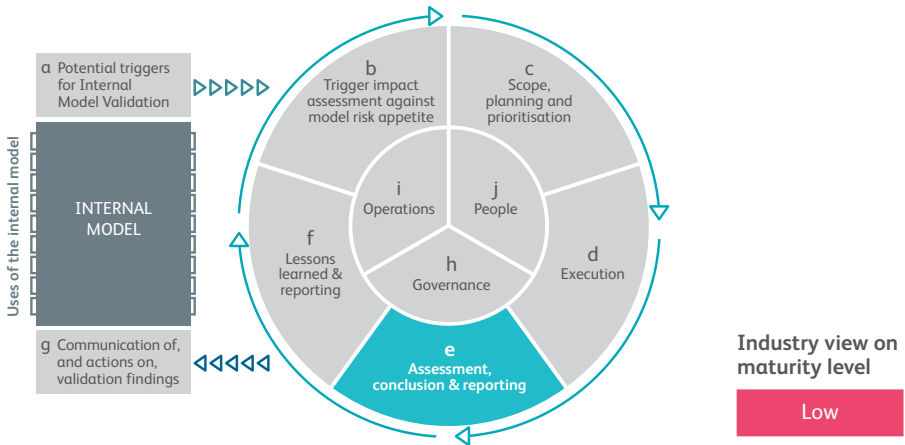 a Potential triggers
for Internal
Model Validation
Uses of the internal model
INTERNAL
MODEL
g Communication of,
and actions on,
validation findings
b
Trigger impact
assessment against
model risk appetite
c
Scope,
planning and
prioritisation
d
Execution
e
Assessment,
conclusion & reporting
f
Lessons
learned &
reporting
i
Operations
j
People
h
Governance
Industry view on
maturity level
Low